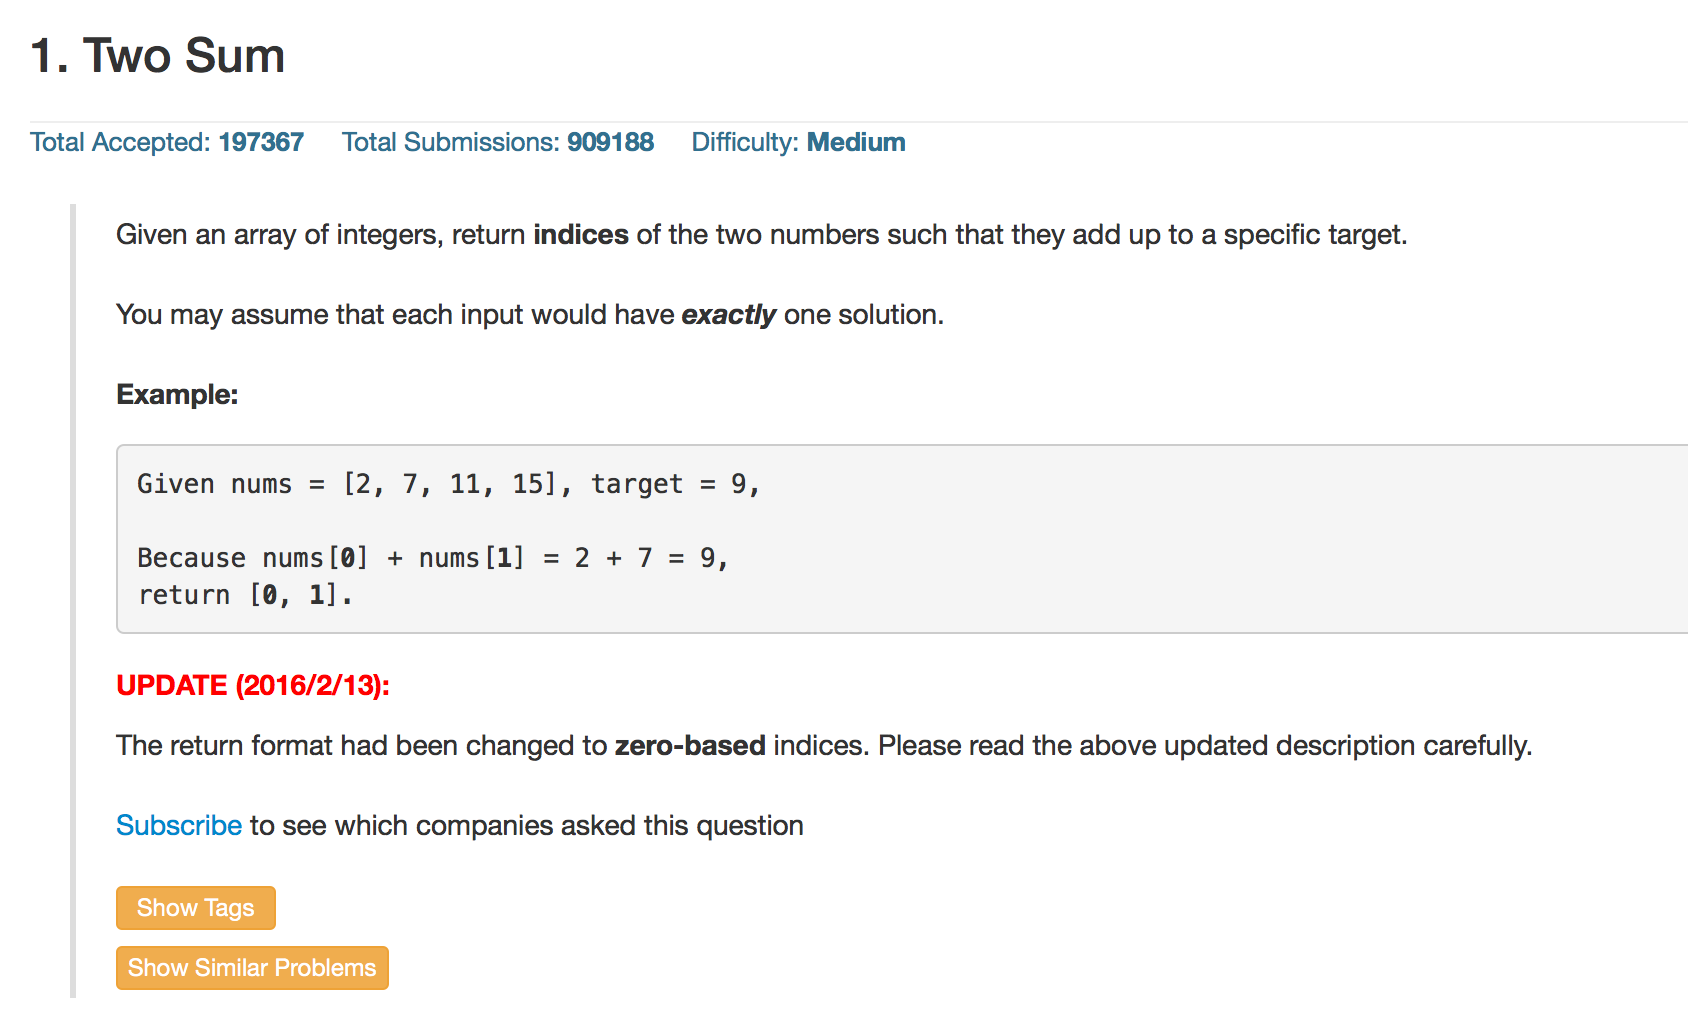 1. Two Sum
Total Accepted: 197367 Total Submissions: 909188 Difficulty: Medium
Given an array of integers, return indices of the two numbers such that they add up to a specific target.
You may assume that each input would have exactly one solution.
Example:
Given nums = [2, 7, 11, 15], target = 9,
Because nums[0] + nums[1] = 2 + 7 = 9,
return [0, 1].
UPDATE (2016/2/13):
The return format had been changed to zero-based indices. Please read the above updated description carefully.
Subscribe to see which companies asked this question
Show Tags
Show Similar Problems